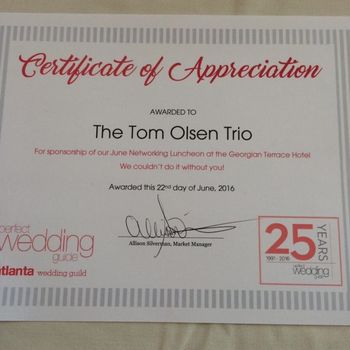 Certificate of Appreciation
AWARDED TO
The Tom Olsen Trio
For sponsorship of our June Networking Luncheon at the Georgian Terrace Hotel
We couldn't do it without you!
Awarded this 22nd day of June, 2016
Allison Silverman, Market Manager
perfect
wedding
guide
atlanta wedding guild
25 YEARS
1991 - 2016
perfect
wedding
guide